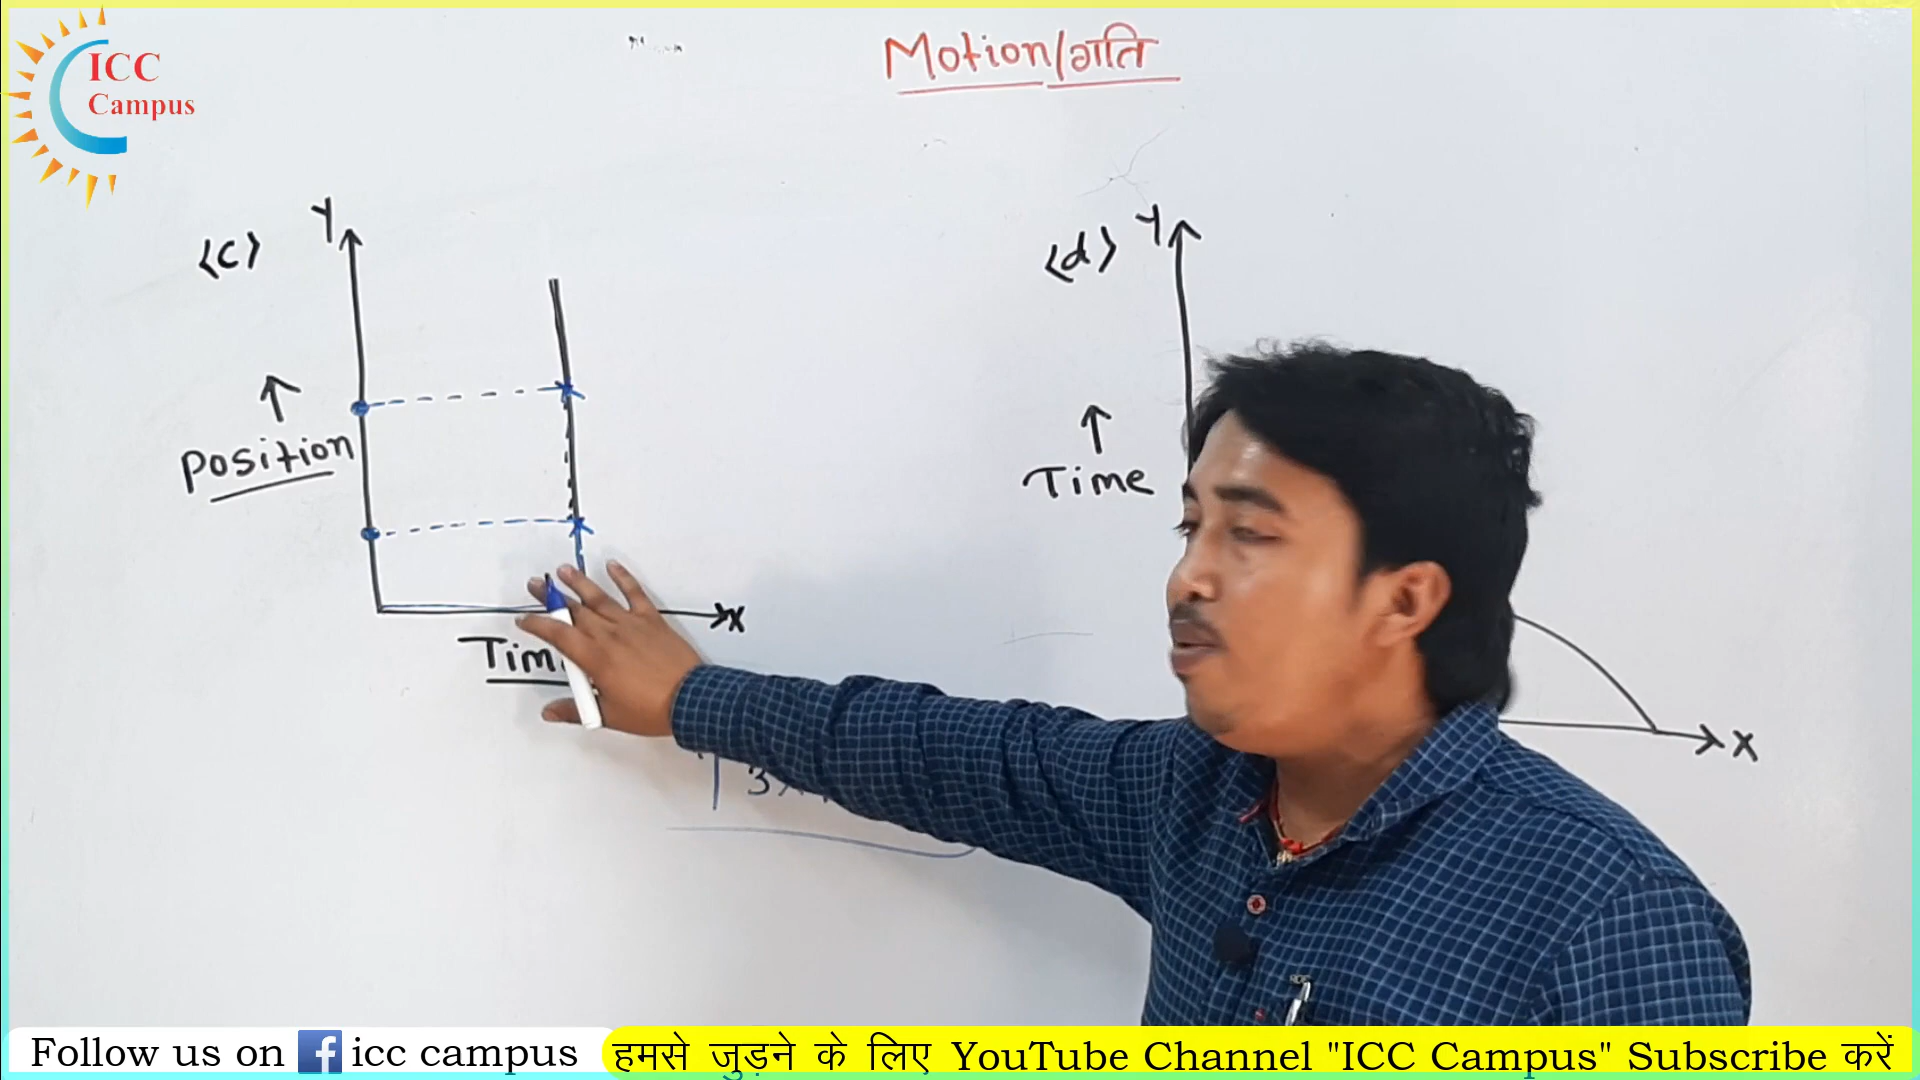 ICC
Campus
Motion/गति
<c>
Y
Position
X
<d>
Y
Time
X
Follow us on f icc campus
हमसे जुड़ने के लिए YouTube Channel "ICC Campus" Subscribe करें